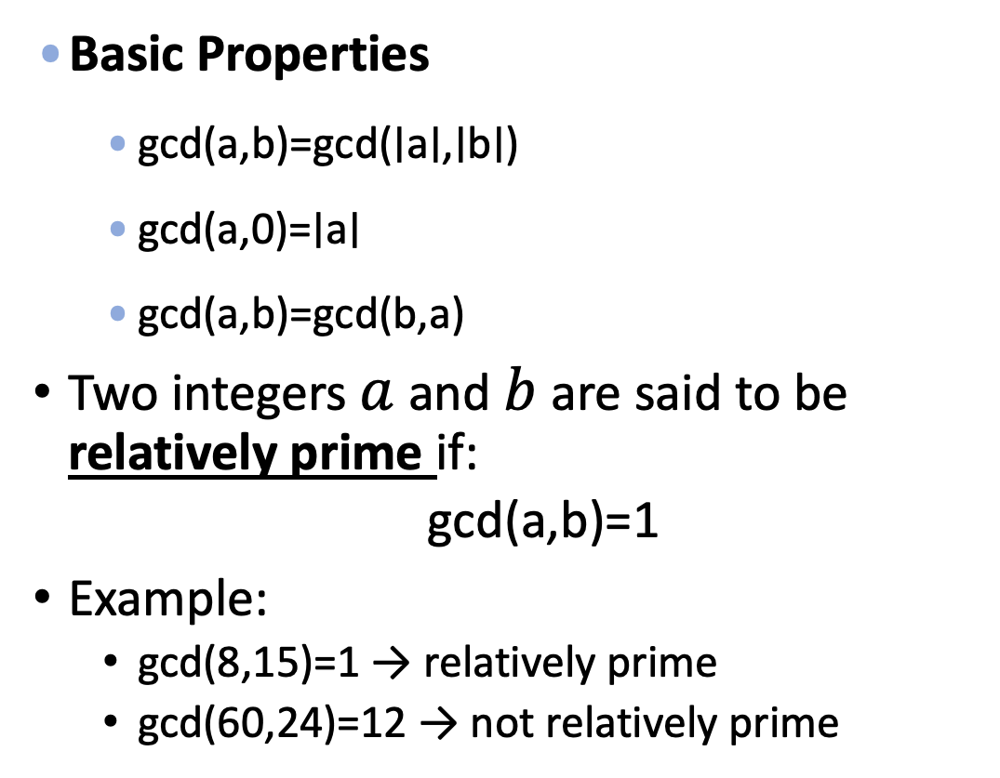 • Basic Properties
• gcd(a,b)=gcd(|a|,|b|)
• gcd(a,0)=|a|
• gcd(a,b)=gcd(b,a)
• Two integers 𝑎 and 𝑏 are said to be
relatively prime if:
gcd(a,b)=1
• Example:
• gcd(8,15)=1 → relatively prime
• gcd(60,24)=12 → not relatively prime